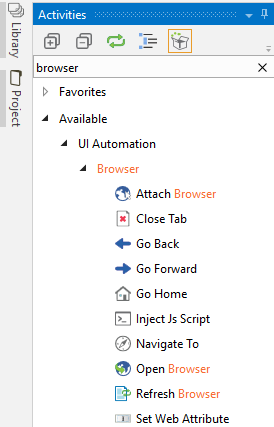 Library
Project
Activities
browser
Favorites
Available
UI Automation
Browser
Attach Browser
Close Tab
Go Back
Go Forward
Go Home
Inject Js Script
Navigate To
Open Browser
Refresh Browser
Set Web Attribute